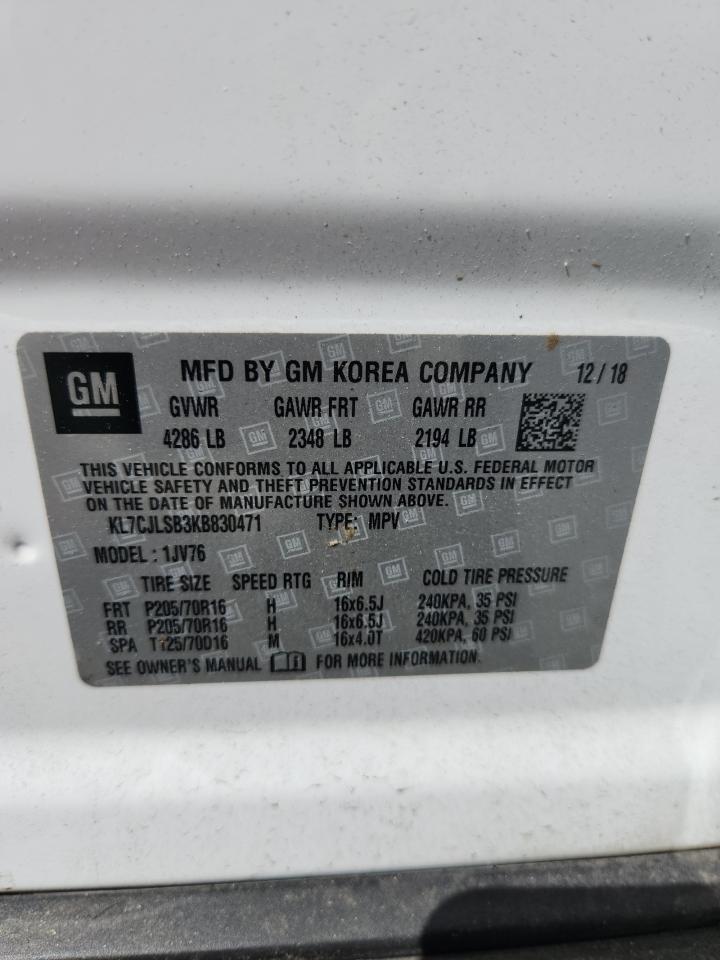 GM MFD BY GM KOREA COMPANY 12/18
GVWR GAWR FRT GAWR RR
4286 LB 2348 LB 2194 LB
THIS VEHICLE CONFORMS TO ALL APPLICABLE U.S. FEDERAL MOTOR
VEHICLE SAFETY AND THEFT PREVENTION STANDARDS IN EFFECT
ON THE DATE OF MANUFACTURE SHOWN ABOVE.
KL7CJLSB3KB830471 TYPE: MPV
MODEL : 1JV76
TIRE SIZE SPEED RTG RIM COLD TIRE PRESSURE
FRT P205/70R16 H 16x6.5J 240KPA, 35 PSI
RR P205/70R16 H 16x6.5J 240KPA, 35 PSI
SPA T125/70D16 M 16x4.0T 420KPA, 60 PSI
SEE OWNER'S MANUAL FOR MORE INFORMATION.